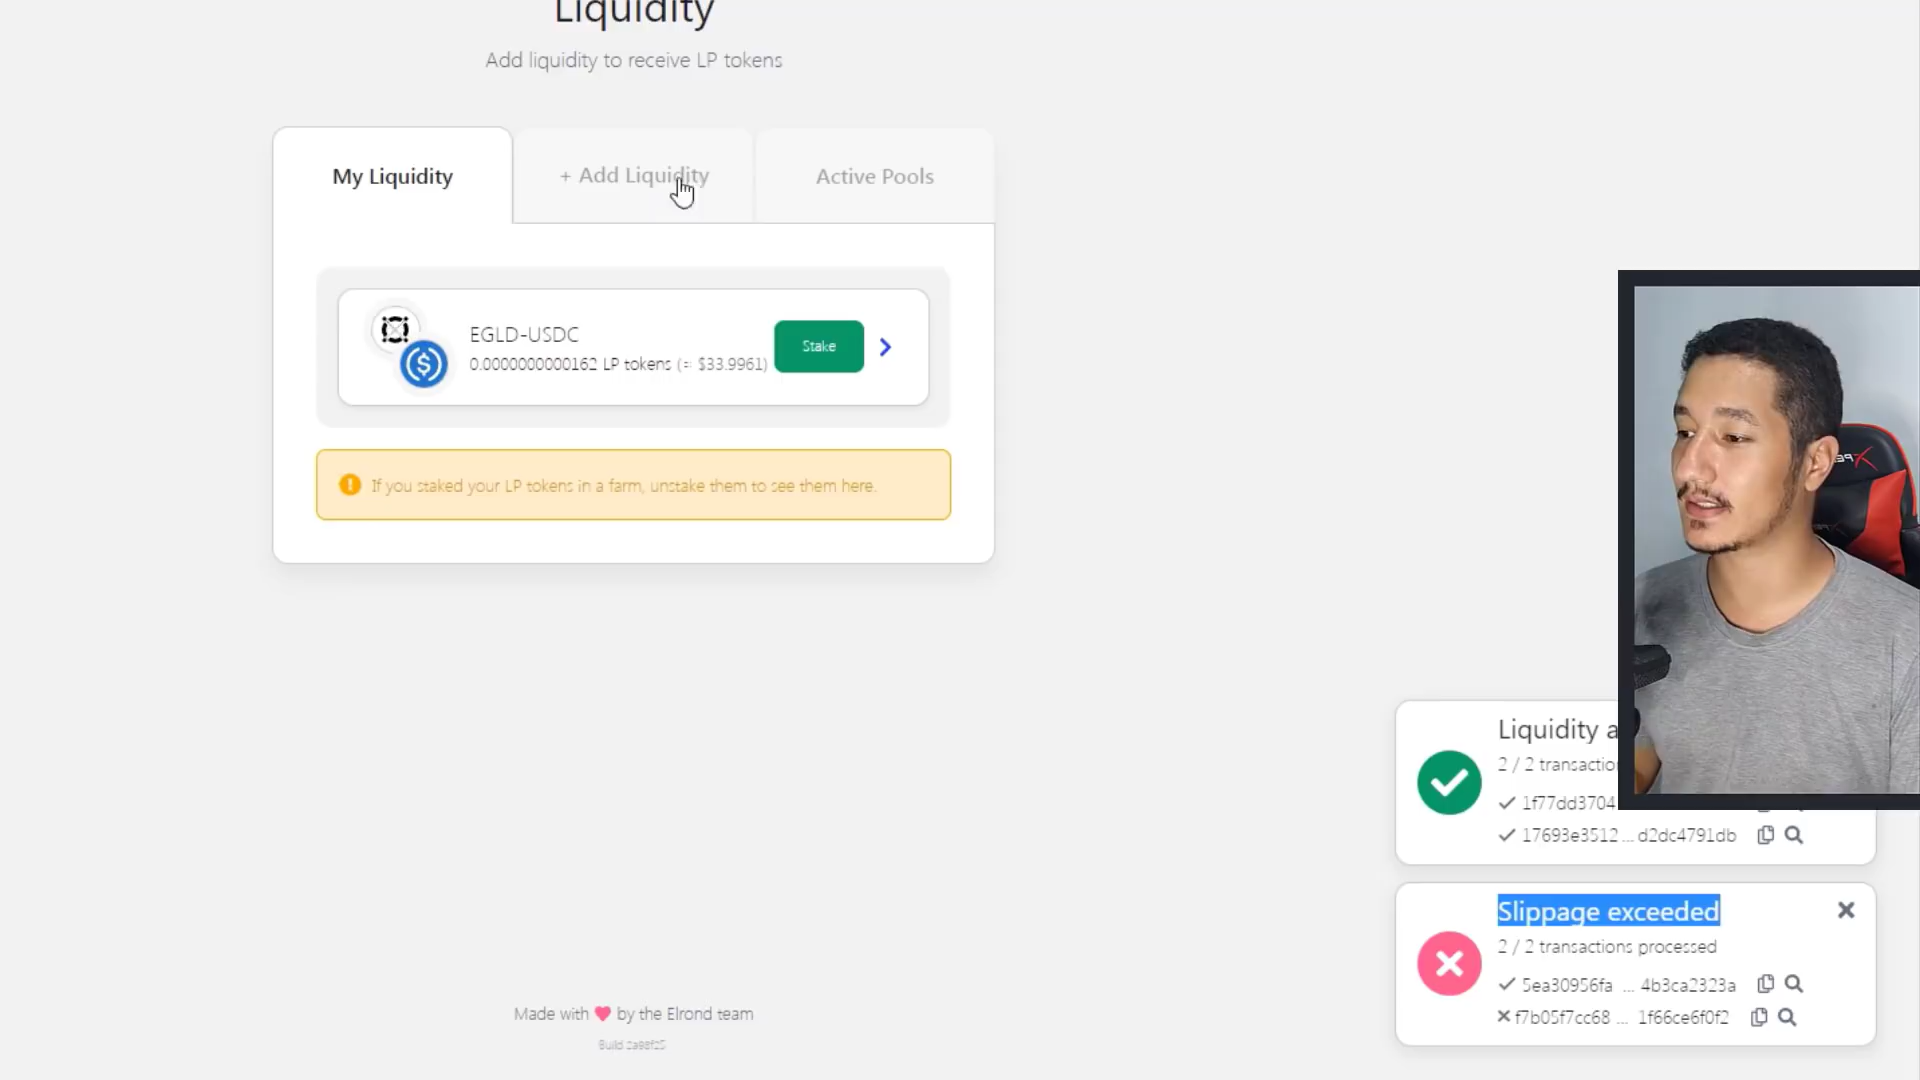 Liquidity
Add liquidity to receive LP tokens
My Liquidity
+ Add Liquidity
Active Pools
EGLD-USDC
0.0000000000162 LP tokens (≈ $33.9961)
Stake
If you staked your LP tokens in a farm, unstake them to see them here.
Liquidity a
2 / 2 transactio
1f77dd3704
17693e3512 ... d2dc4791db
Slippage exceeded
2 / 2 transactions processed
5ea30956fa ... 4b3ca2323a
f7b05f7cc68 ... 1f66ce6f0f2
Made with ❤ by the Elrond team